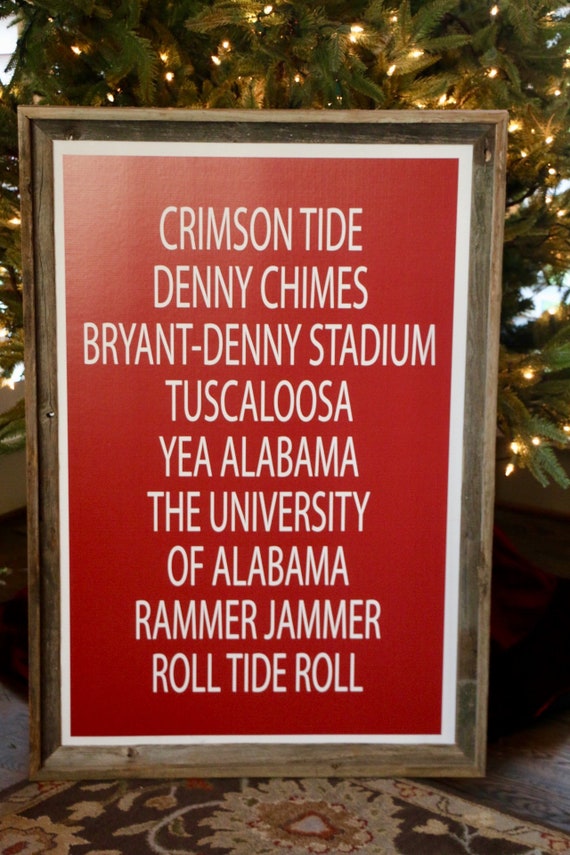 CRIMSON TIDE
DENNY CHIMES
BRYANT-DENNY STADIUM
TUSCALOOSA
YEA ALABAMA
THE UNIVERSITY
OF ALABAMA
RAMMER JAMMER
ROLL TIDE ROLL